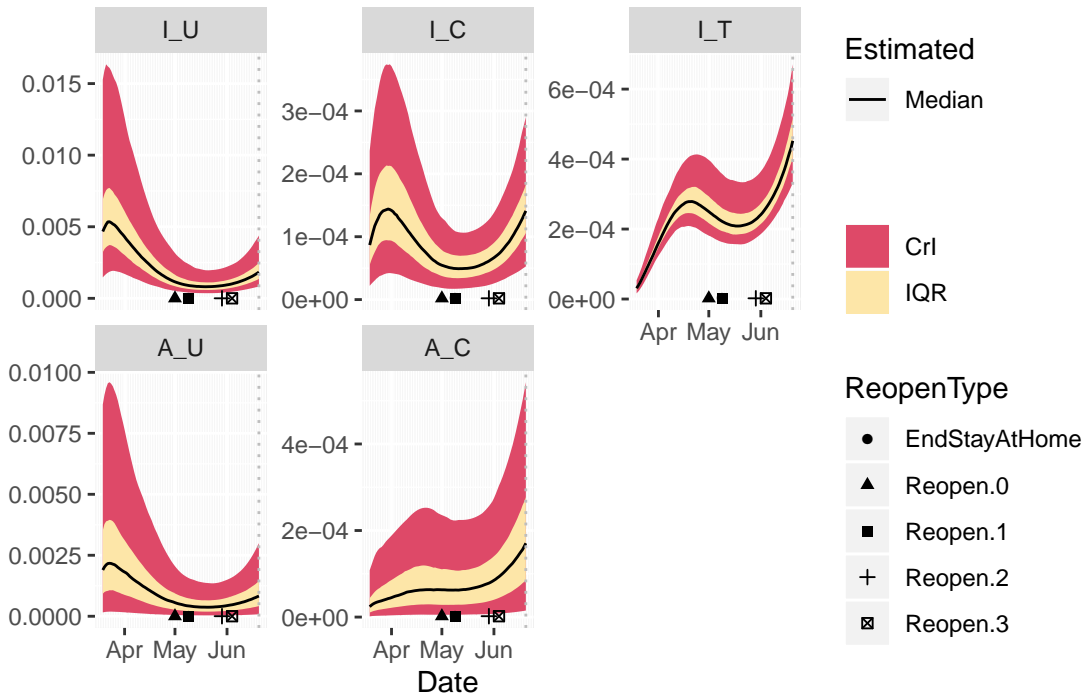 I_U
I_C
I_T
0.015
0.010
0.005
0.000
3e−04
2e−04
1e−04
0e+00
6e−04
4e−04
2e−04
0e+00
Apr May Jun
A_U
A_C
0.0100
0.0075
0.0050
0.0025
0.0000
Apr May Jun
4e−04
2e−04
0e+00
Apr May Jun
Date
Estimated
Median
CrI
IQR
ReopenType
EndStayAtHome
Reopen.0
Reopen.1
Reopen.2
Reopen.3